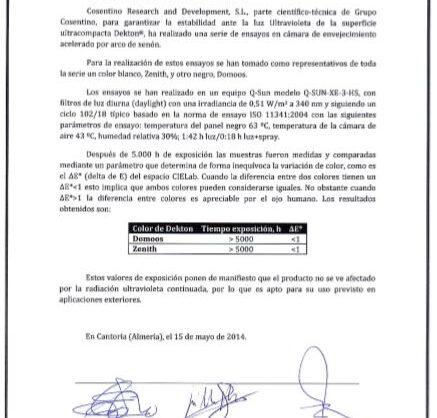 Cosentino Research and Development, S.L., parte científico-técnica de Grupo
Cosentino, para garantizar la estabilidad ante la luz Ultravioleta de la superficie
ultracompacta Dekton®, ha realizado una serie de ensayos en cámara de envejecimiento
acelerado por arco de xenón.
Para la realización de estos ensayos se han tomado como representativos de toda
la serie un color blanco, Zenith, y otro negro, Domoos.
Los ensayos se han realizado en un equipo Q-Sun modelo Q-SUN-XE-3-HS, con
filtros de luz diurna (daylight) con una irradiancia de 0,51 W/m² a 340 nm y siguiendo un
ciclo 102/18 típico basado en la norma de ensayo ISO 11341:2004 con las siguientes
parámetros de ensayo: temperatura del panel negro 63 ºC, temperatura de la cámara de
aire 43 ºC, humedad relativa 30%; 1:42 h luz/0:18 h luz+spray.
Después de 5.000 h de exposición las muestras fueron medidas y comparadas
mediante un parámetro que determina de forma inequívoca la variación de color, como es
el ΔE* (delta de E) del espacio CIELab. Cuando la diferencia entre dos colores tienen un
ΔE*<1 esto implica que ambos colores pueden considerarse iguales. No obstante cuando
ΔE*>1 la diferencia entre colores es apreciable por el ojo humano. Los resultados
obtenidos son:
Color de Dekton Tiempo exposición, h ΔE*
Domoos > 5000 <1
Zenith > 5000 <1
Estos valores de exposición ponen de manifiesto que el producto no se ve afectado
por la radiación ultravioleta continuada, por lo que es apto para su uso previsto en
aplicaciones exteriores.
En Cantoria (Almería), el 15 de mayo de 2014.